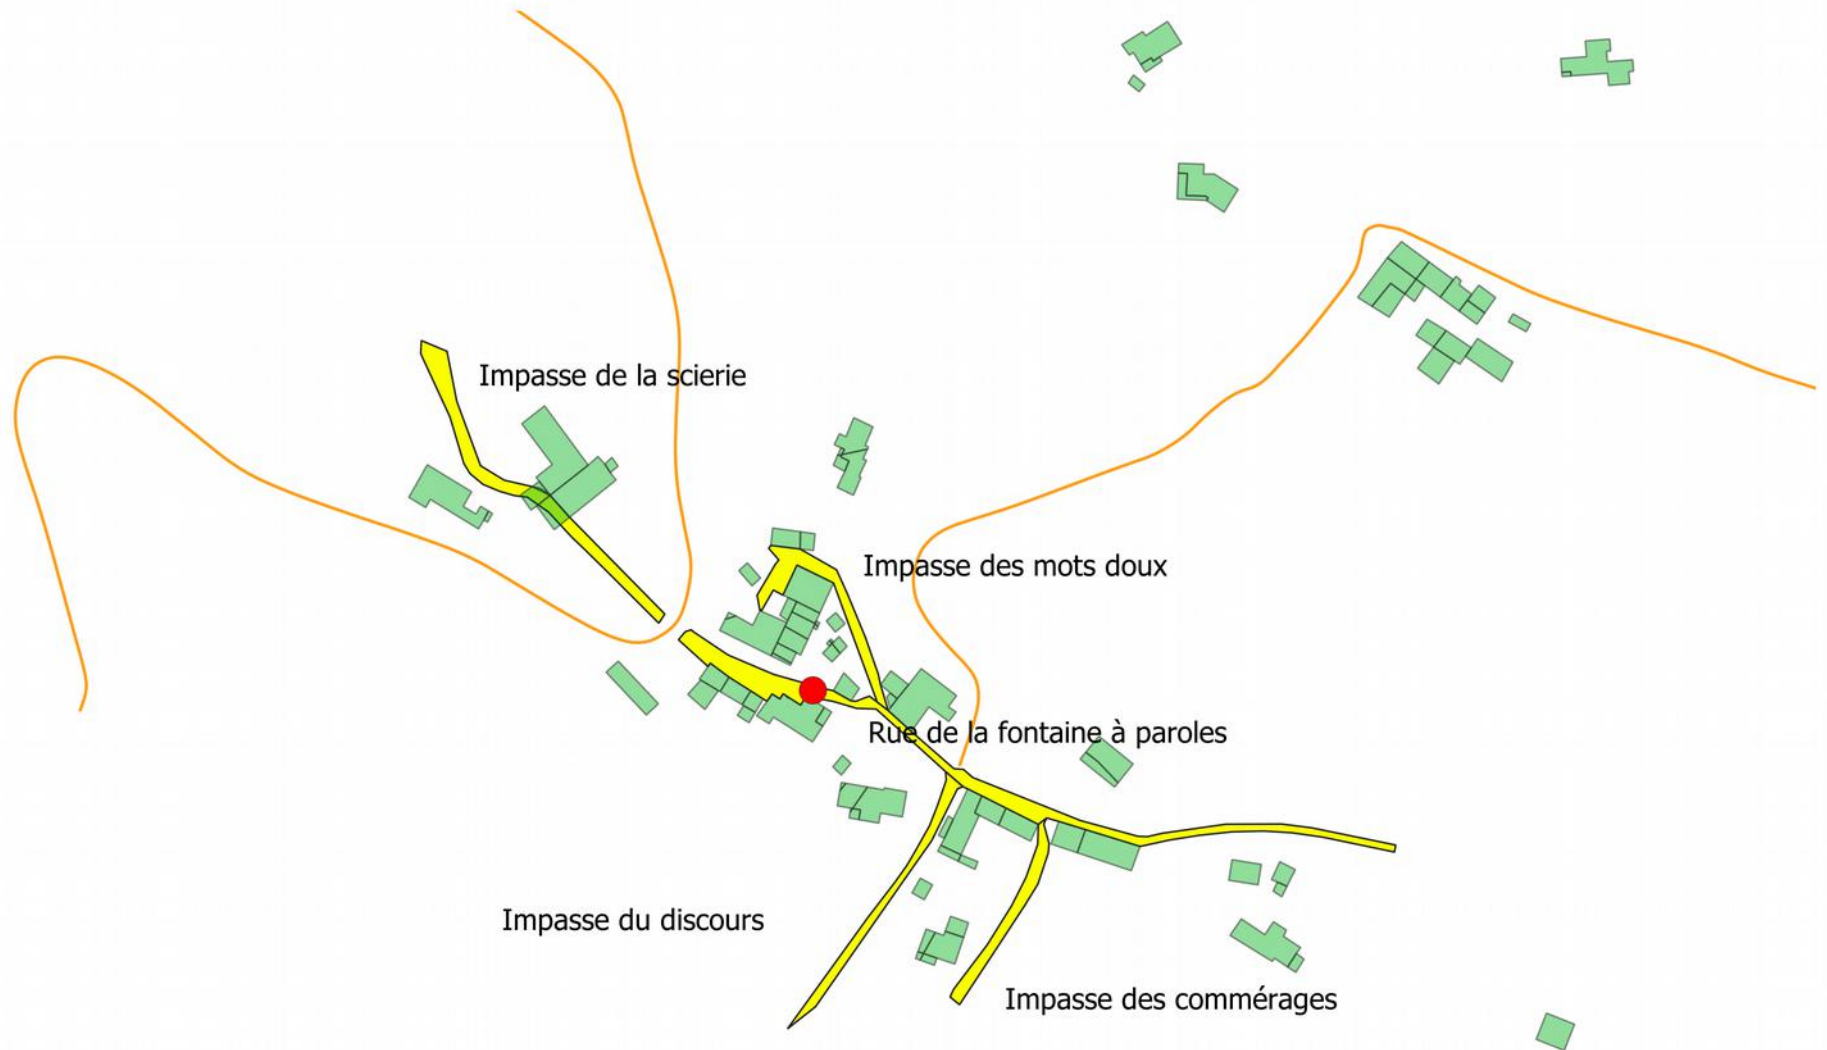 Impasse de la scierie
Impasse des mots doux
Rue de la fontaine à paroles
Impasse du discours
Impasse des commérages